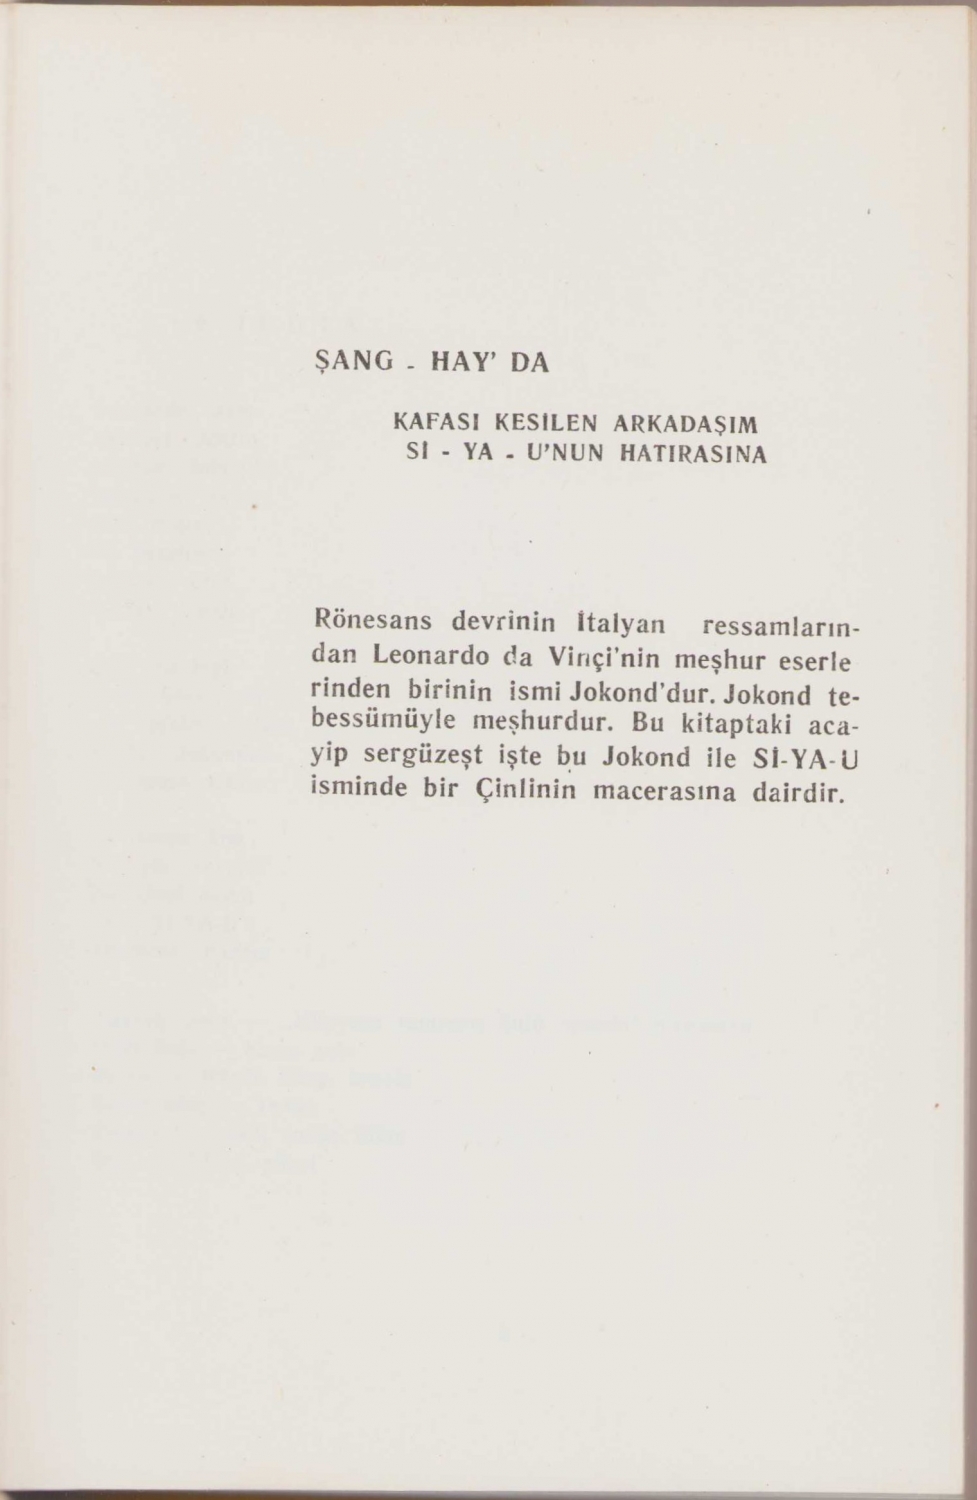 ŞANG - HAY' DA
KAFASI KESİLEN ARKADAŞIM
Sİ - YA - U'NUN HATIRASINA
Rönesans devrinin İtalyan ressamların-
dan Leonardo da Vinçi'nin meşhur eserle
rinden birinin ismi Jokond'dur. Jokond te-
bessümüyle meşhurdur. Bu kitaptaki aca-
yip sergüzeşt işte bu Jokond ile Sİ-YA-U
isminde bir Çinlinin macerasına dairdir.